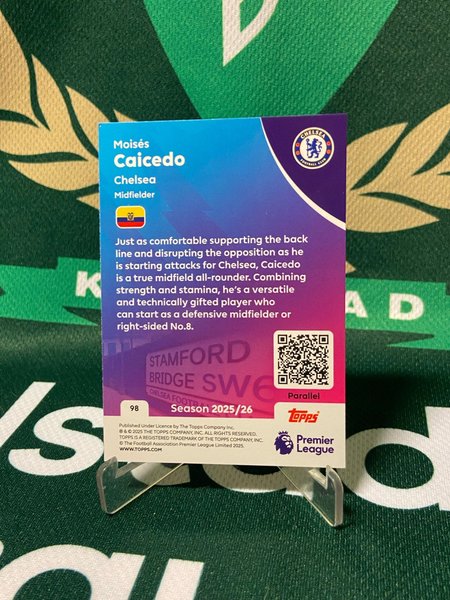 Moisés
Caicedo
Chelsea
Midfielder
CHELSEA
FOOTBALL CLUB
Just as comfortable supporting the back
line and disrupting the opposition as he
is starting attacks for Chelsea, Caicedo
is a true midfield all-rounder. Combining
strength and stamina, he's a versatile
and technically gifted player who
can start as a defensive midfielder or
right-sided No.8.
STAMFORD
BRIDGE SWE
CHELSEA FOOTB
Parallel
98
Season 2025/26
Topps
Published Under Licence by The Topps Company, INC.
® & © 2025 THE TOPPS COMPANY, INC. ALL RIGHTS RESERVED.
TOPPS IS A REGISTERED TRADEMARK OF THE TOPPS COMPANY, INC.
© The Football Association Premier League Limited 2025.
WWW.TOPPS.COM
Premier
League
K
AD